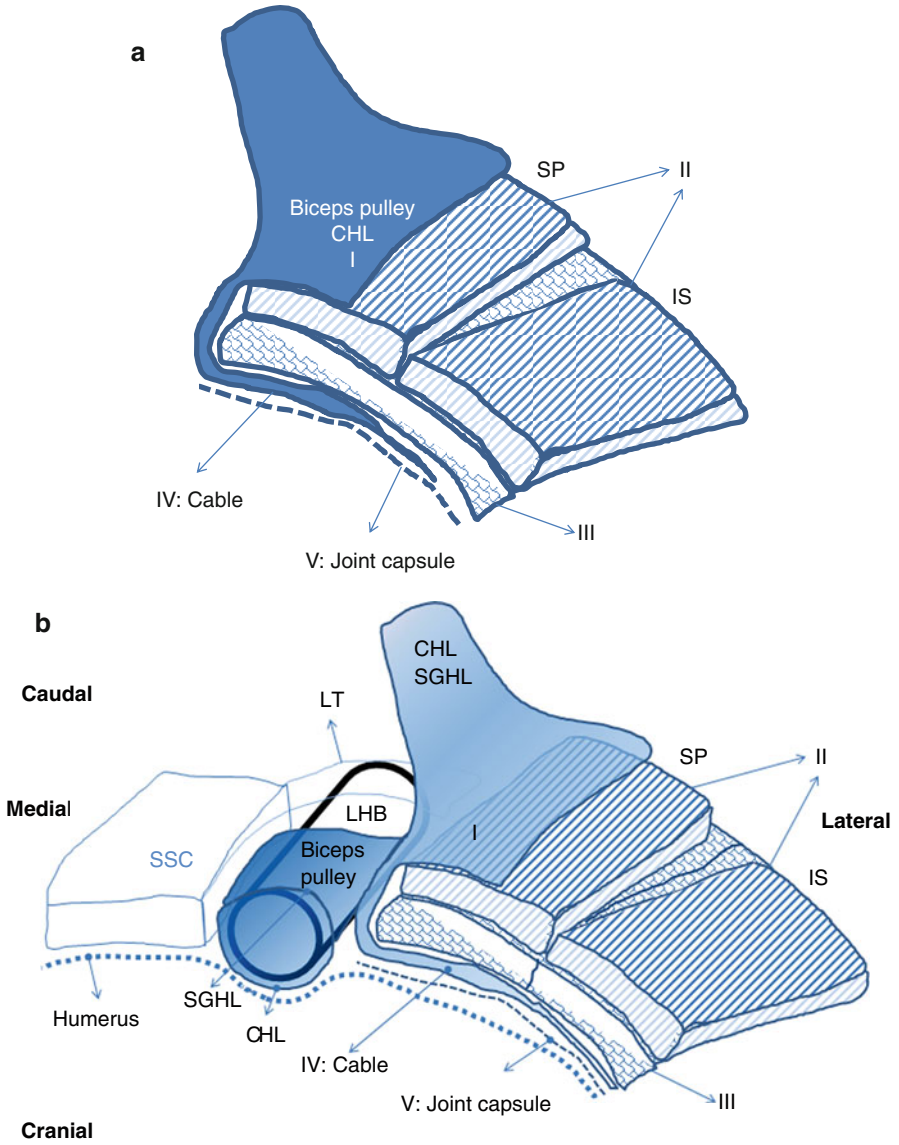 a
SP
II
Biceps pulley
CHL
I
IS
IV: Cable
III
V: Joint capsule
b
CHL
SGHL
Caudal
LT
SP
II
Medial
LHB
Lateral
I
Biceps
pulley
SSC
IS
SGHL
Humerus
CHL
IV: Cable
V: Joint capsule
III
Cranial